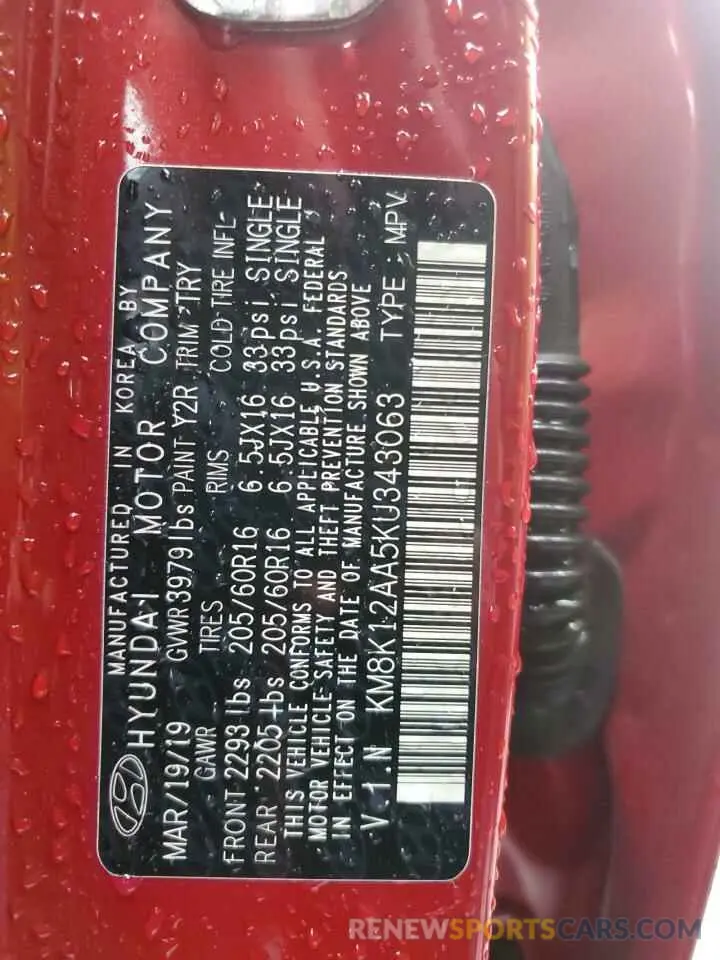 MANUFACTURED IN KOREA BY
HYUNDAI MOTOR COMPANY
MAR/19/19 GVWR 3979lbs PAINT Y2R TRIM TRY
GAWR TIRES RIMS COLD TIRE INFL
FRONT 2293 lbs 205/60R16 6.5JX16 33psi SINGLE
REAR 2205 lbs 205/60R16 6.5JX16 33psi SINGLE
THIS VEHICLE CONFORMS TO ALL APPLICABLE U.S.A. FEDERAL
MOTOR VEHICLE SAFETY AND THEFT PREVENTION STANDARDS
IN EFFECT ON THE DATE OF MANUFACTURE SHOWN ABOVE
V.I.N KM8K12AA5KU343063 TYPE : MPV
RENEWSPORTSCARS.COM